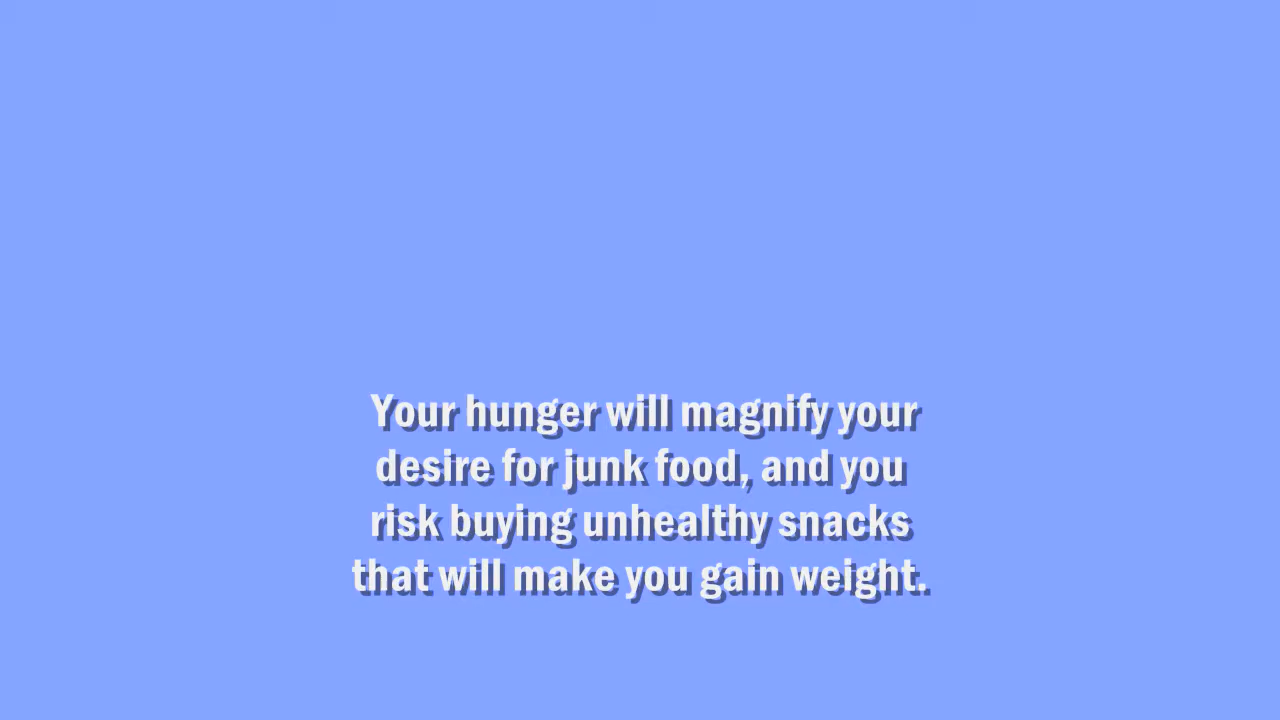 Your hunger will magnify your
desire for junk food, and you
risk buying unhealthy snacks
that will make you gain weight.